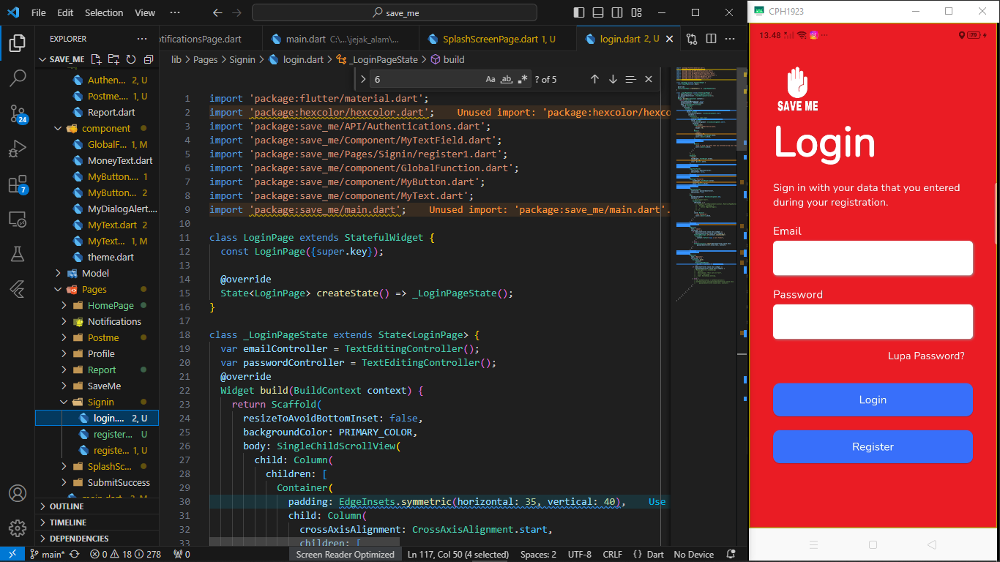 File Edit Selection View ··· save_me
EXPLORER ···
SAVE_ME
Authen... 2, U
Postme.... 1, U
Report.dart
component
GlobalF... 1, M
MoneyText.dart
MyButton.... 1
MyButton... 2
MyDialogAlert....
MyText.dart 2
MyText... 1, M
theme.dart
Model
Pages
HomePage
Notifications
Postme
Profile
Report
SaveMe
Signin
login.... 2, U
register... U
registe... 1, U
SplashSc...
SubmitSuccess
OUTLINE
TIMELINE
DEPENDENCIES
24
7
otificationsPage.dart main.dart C:\...\jejak_alam\... SplashScreenPage.dart 1, U login.dart 2, U
lib > Pages > Signin > login.dart > _LoginPageState > build
6 Aa ab .* ? of 5
1 import 'package:flutter/material.dart';
2 import 'package:hexcolor/hexcolor.dart'; Unused import: 'package:hexcolor/hexco
3 import 'package:save_me/API/Authentications.dart';
4 import 'package:save_me/Component/MyTextField.dart';
5 import 'package:save_me/Pages/Signin/register1.dart';
6 import 'package:save_me/component/GlobalFunction.dart';
7 import 'package:save_me/component/MyButton.dart';
8 import 'package:save_me/component/MyText.dart';
9 import 'package:save_me/main.dart'; Unused import: 'package:save_me/main.dart'.
10
11 class LoginPage extends StatefulWidget {
12 const LoginPage({super.key});
13
14 @override
15 State<LoginPage> createState() => _LoginPageState();
16 }
17
18 class _LoginPageState extends State<LoginPage> {
19 var emailController = TextEditingController();
20 var passwordController = TextEditingController();
21 @override
22 Widget build(BuildContext context) {
23 return Scaffold(
24 resizeToAvoidBottomInset: false,
25 backgroundColor: PRIMARY_COLOR,
26 body: SingleChildScrollView(
27 child: Column(
28 children: [
29 Container(
30 padding: EdgeInsets.symmetric(horizontal: 35, vertical: 40), Use
31 child: Column(
32 crossAxisAlignment: CrossAxisAlignment.start,
33 children: [
main* 0 18 278 0 Screen Reader Optimized Ln 117, Col 50 (4 selected) Spaces: 2 UTF-8 CRLF {} Dart No Device
CPH1923
13.48 79
SAVE ME
Login
Sign in with your data that you entered
during your registration.
Email
Password
Lupa Password?
Login
Register